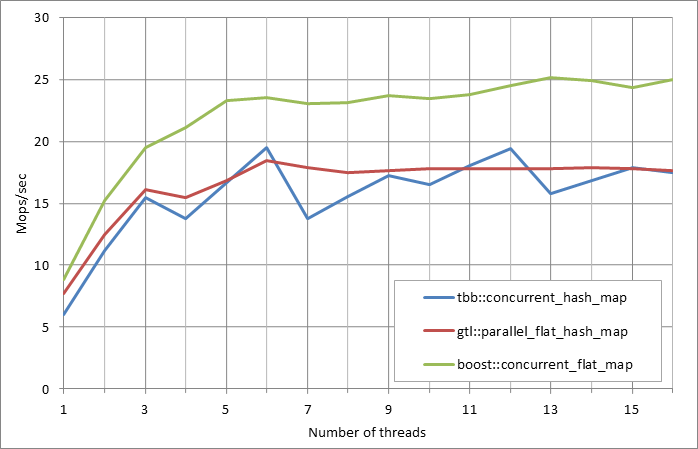 30
25
20
15
10
5
0
Mops/sec
tbb::concurrent_hash_map
gtl::parallel_flat_hash_map
boost::concurrent_flat_map
1 3 5 7 9 11 13 15
Number of threads